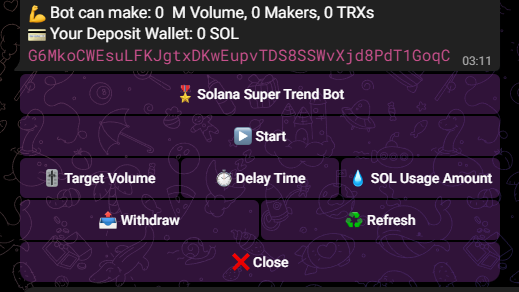 💪 Bot can make: 0 M Volume, 0 Makers, 0 TRXs
💳 Your Deposit Wallet: 0 SOL
G6MkoCWEsuLFKJgtxDKwEupvTDS8SSWvXjd8PdT1GoqC 03:11
🎖 Solana Super Trend Bot
▶️ Start
🎚 Target Volume ⏱ Delay Time 💧 SOL Usage Amount
📤 Withdraw ♻️ Refresh
❌ Close